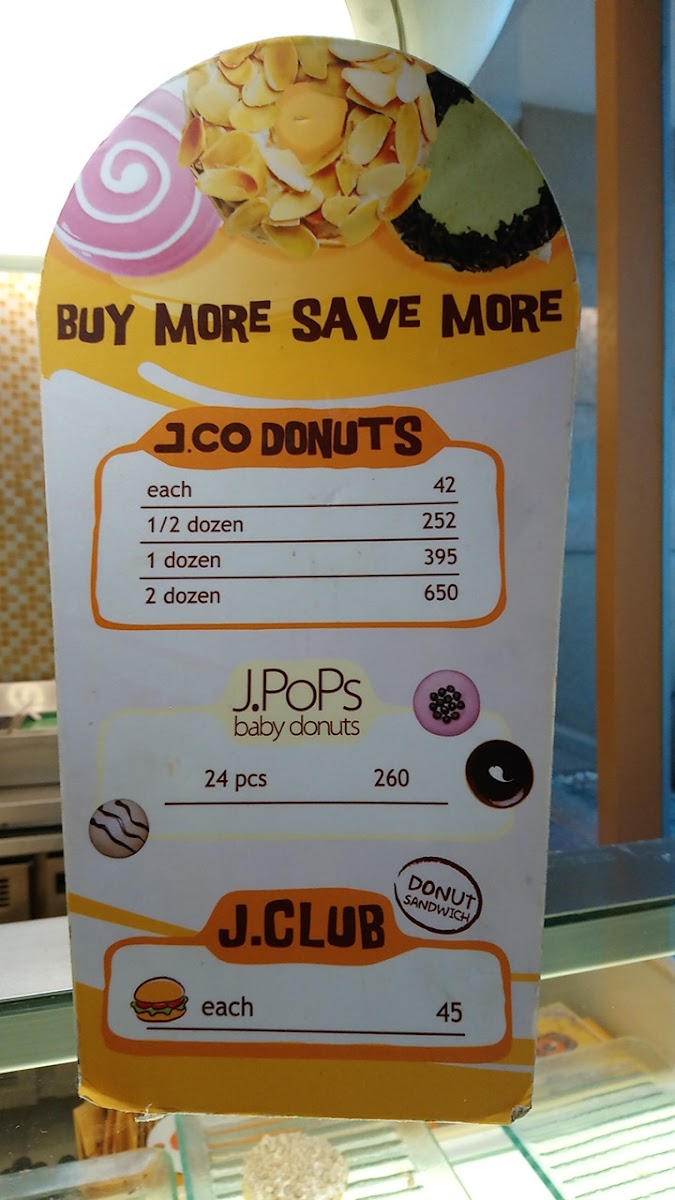 BUY MORE SAVE MORE
J.CO DONUTS
each 42
1/2 dozen 252
1 dozen 395
2 dozen 650
J.PoPs
baby donuts
24 pcs 260
DONUT
SANDWICH
J.CLUB
each 45